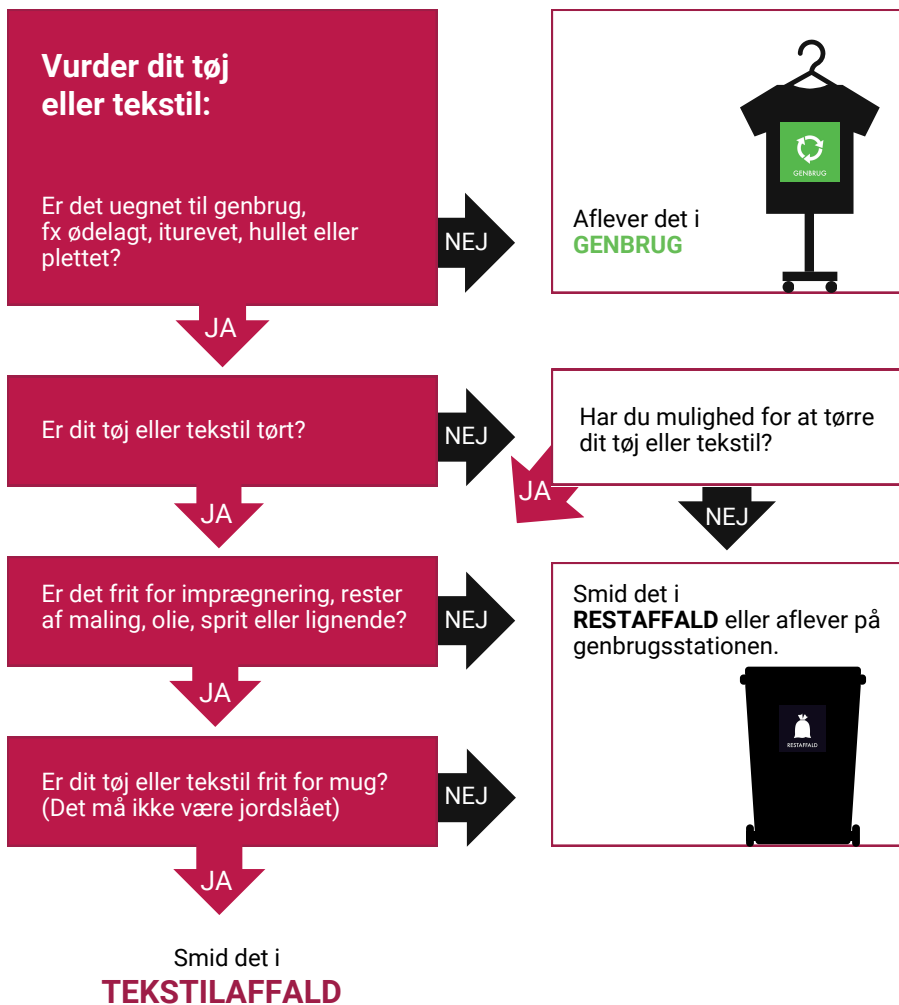 Vurder dit tøj
eller tekstil:
Er det uegnet til genbrug,
fx ødelagt, iturevet, hullet eller
plettet?
NEJ
Aflever det i
GENBRUG
GENBRUG
JA
Er dit tøj eller tekstil tørt?
NEJ
Har du mulighed for at tørre
dit tøj eller tekstil?
JA
NEJ
JA
Er det frit for imprægnering, rester
af maling, olie, sprit eller lignende?
NEJ
Smid det i
RESTAFFALD eller aflever på
genbrugsstationen.
RESTAFFALD
JA
Er dit tøj eller tekstil frit for mug?
(Det må ikke være jordslået)
NEJ
JA
Smid det i
TEKSTILAFFALD